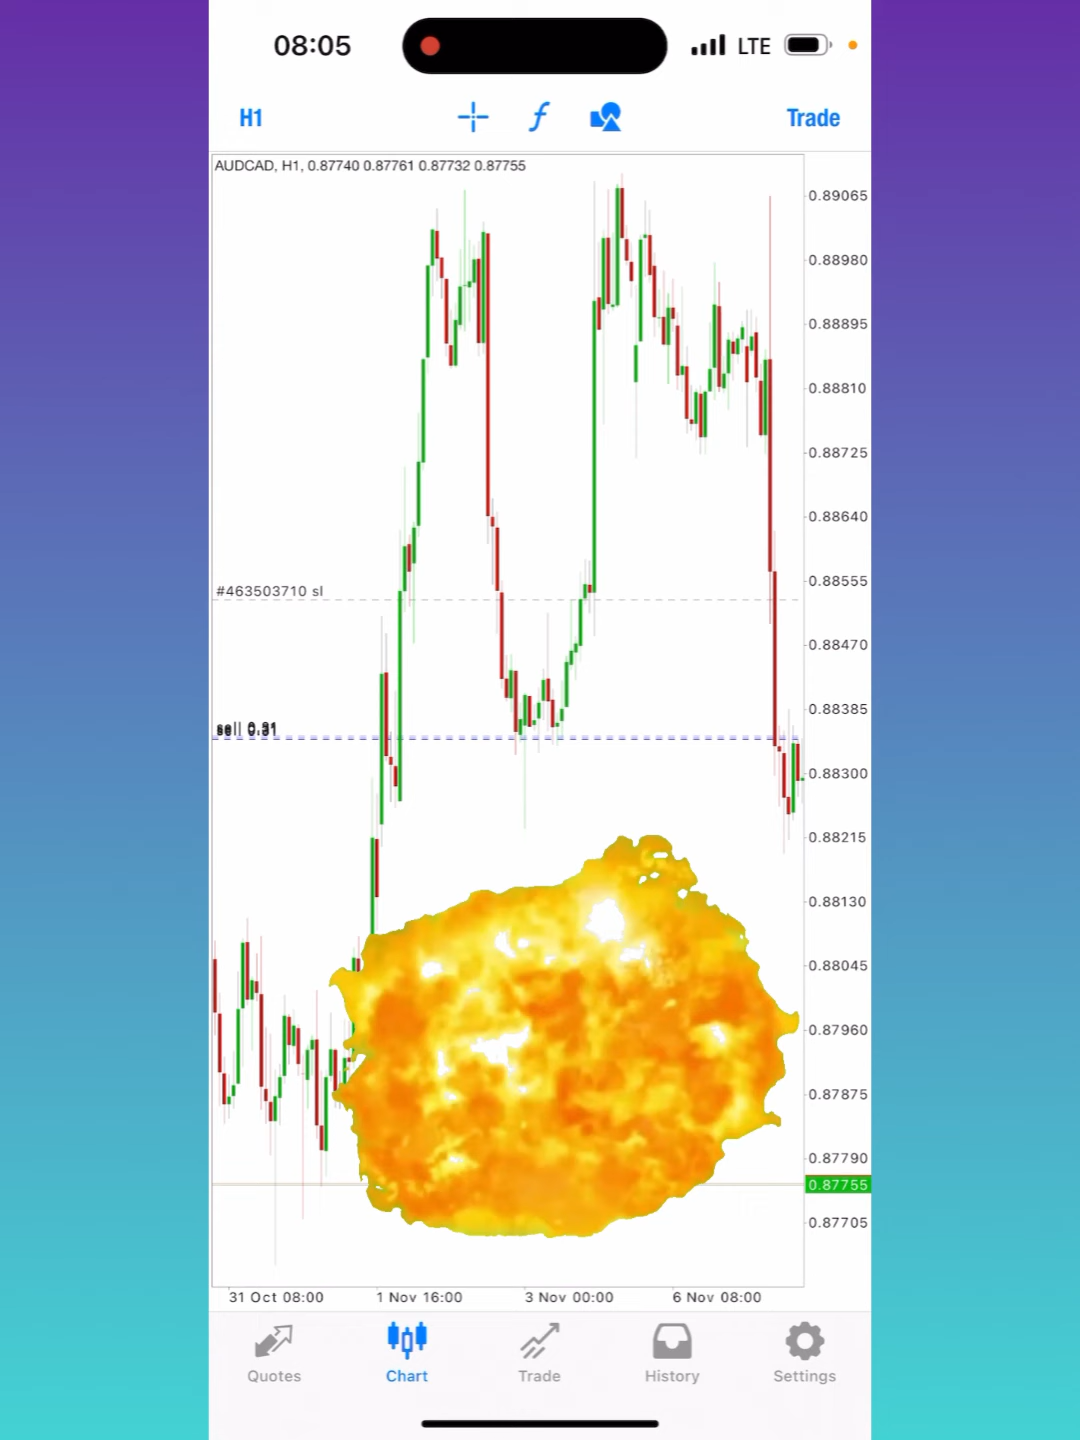 08:05
LTE
H1
Trade
AUDCAD, H1, 0.87740 0.87761 0.87732 0.87755
0.89065
0.88980
0.88895
0.88810
0.88725
0.88640
#463503710 sl
0.88555
0.88470
0.88385
sell
0.88300
0.88215
0.88130
0.88045
0.87960
0.87875
0.87790
0.87755
0.87705
31 Oct 08:00
1 Nov 16:00
3 Nov 00:00
6 Nov 08:00
Quotes
Chart
Trade
History
Settings